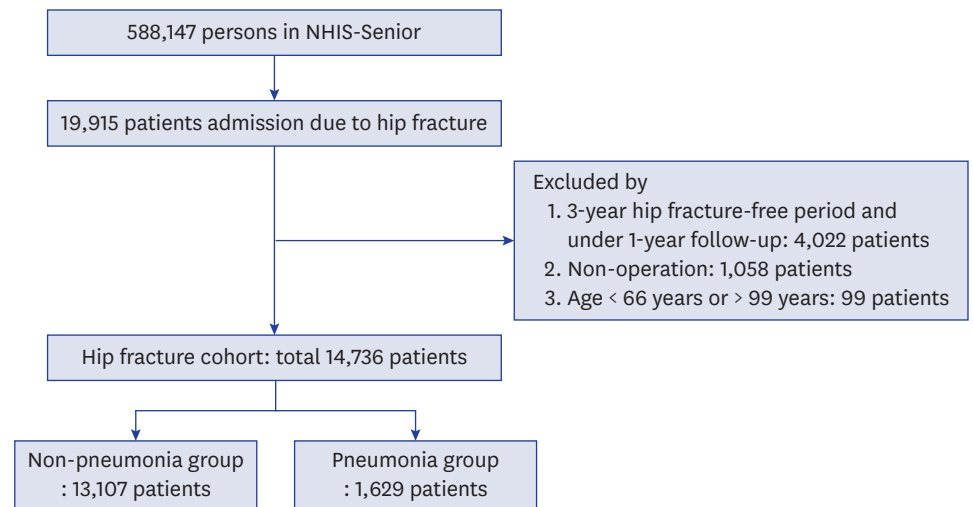 588,147 persons in NHIS-Senior
19,915 patients admission due to hip fracture
Excluded by
1. 3-year hip fracture-free period and
under 1-year follow-up: 4,022 patients
2. Non-operation: 1,058 patients
3. Age < 66 years or > 99 years: 99 patients
Hip fracture cohort: total 14,736 patients
Non-pneumonia group
: 13,107 patients
Pneumonia group
: 1,629 patients